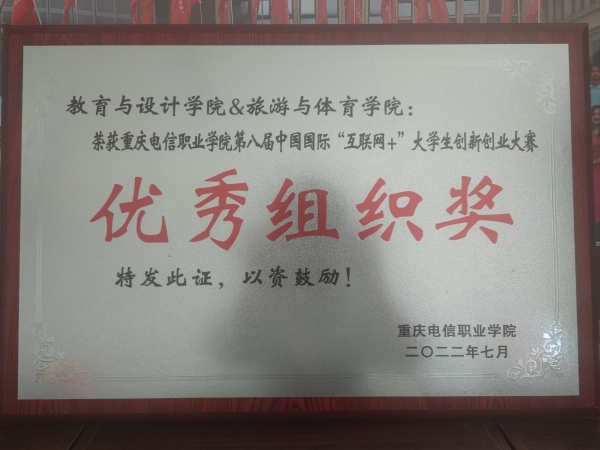 教育与设计学院&旅游与体育学院：
荣获重庆电信职业学院第八届中国国际“互联网+”大学生创新创业大赛
优秀组织奖
特发此证，以资鼓励！
重庆电信职业学院
二〇二二年七月